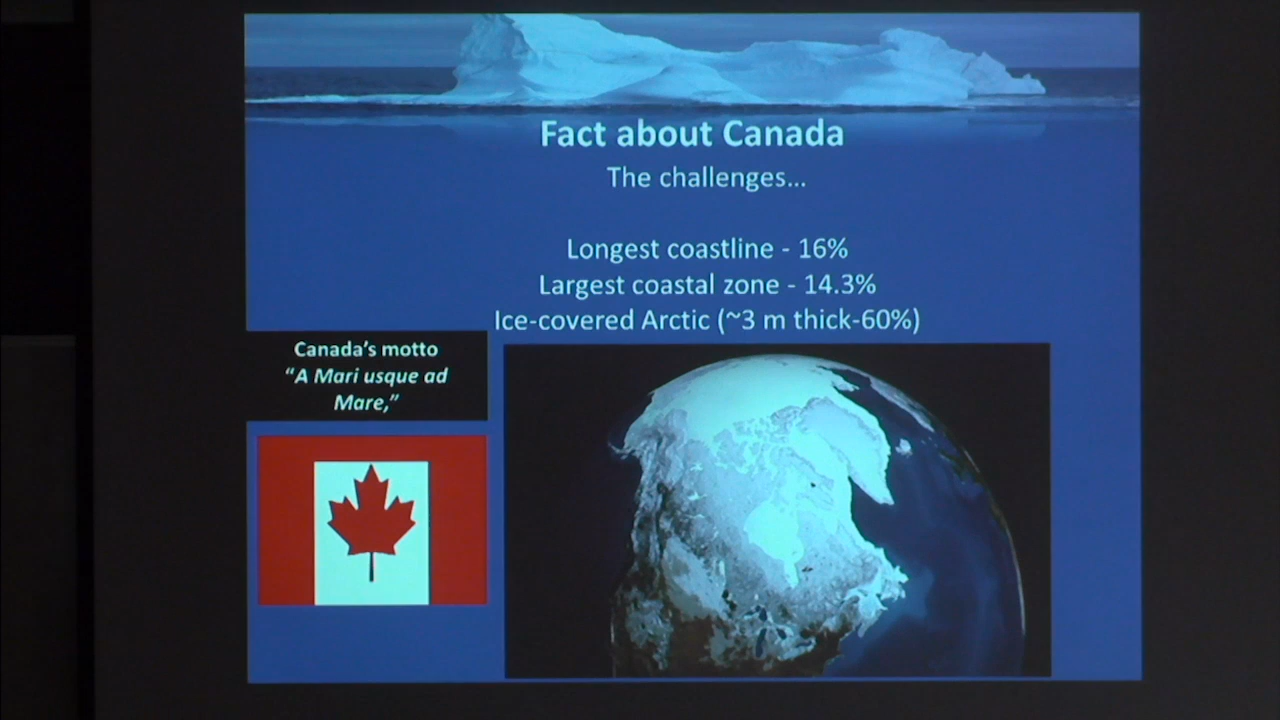 Fact about Canada
The challenges...
Longest coastline - 16%
Largest coastal zone - 14.3%
Ice-covered Arctic (~3 m thick-60%)
Canada's motto
"A Mari usque ad
Mare,"